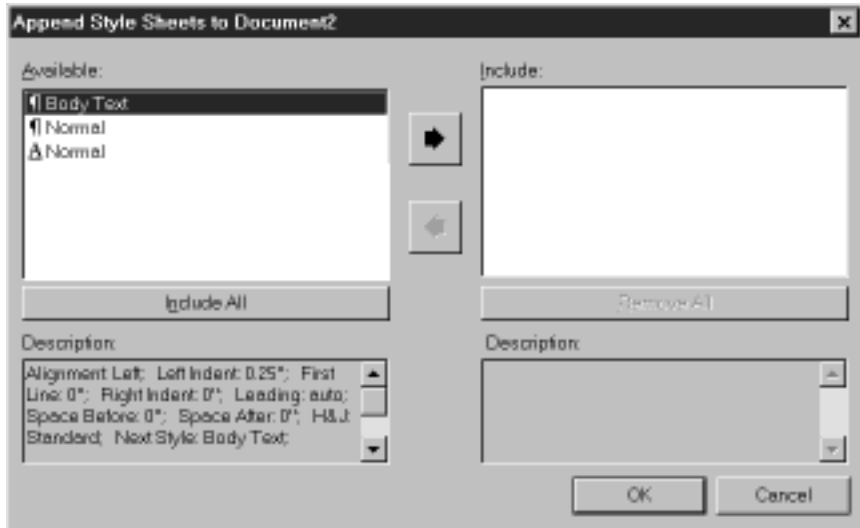 Append Style Sheets to Document2
Available:
Include:
¶ Body Text
¶ Normal
A Normal
Include All
Remove All
Description:
Description:
Alignment: Left; Left Indent: 0.25"; First
Line: 0"; Right Indent: 0"; Leading: auto;
Space Before: 0"; Space After: 0"; H&J:
Standard; Next Style: Body Text;
OK
Cancel